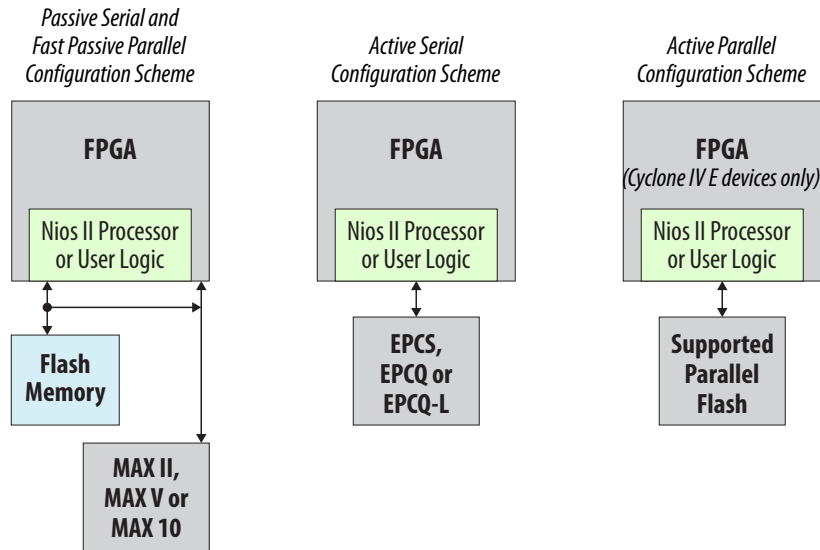 Passive Serial and
Fast Passive Parallel
Configuration Scheme
FPGA
Nios II Processor
or User Logic
Flash
Memory
MAX II,
MAX V or
MAX 10
Active Serial
Configuration Scheme
FPGA
Nios II Processor
or User Logic
EPCS,
EPCQ or
EPCQ-L
Active Parallel
Configuration Scheme
FPGA
(Cyclone IV E devices only)
Nios II Processor
or User Logic
Supported
Parallel
Flash